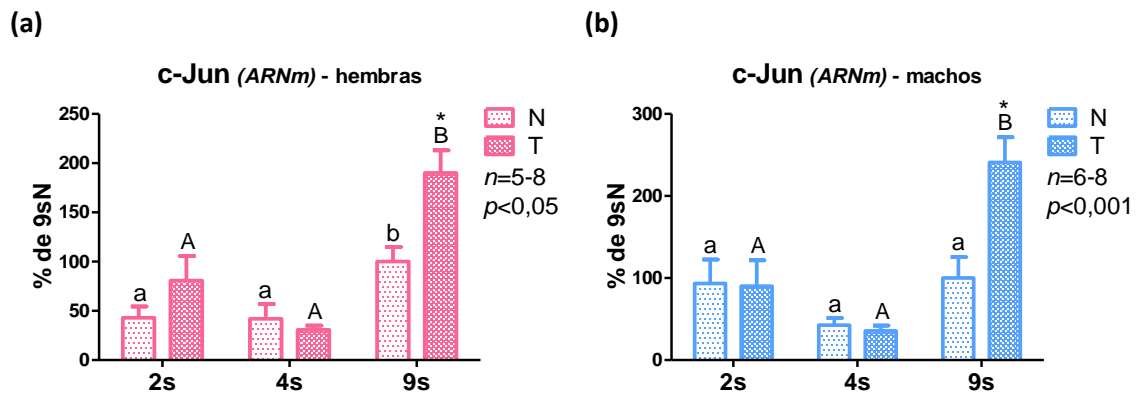 (a)
c-Jun (ARNm) - hembras
% de 9sN
250
200
150
100
50
0
a
A
a
A
b
*
B
2s
4s
9s
N
T
n=5-8
p<0,05
(b)
c-Jun (ARNm) - machos
% de 9sN
300
200
100
0
a
A
a
A
a
*
B
2s
4s
9s
N
T
n=6-8
p<0,001